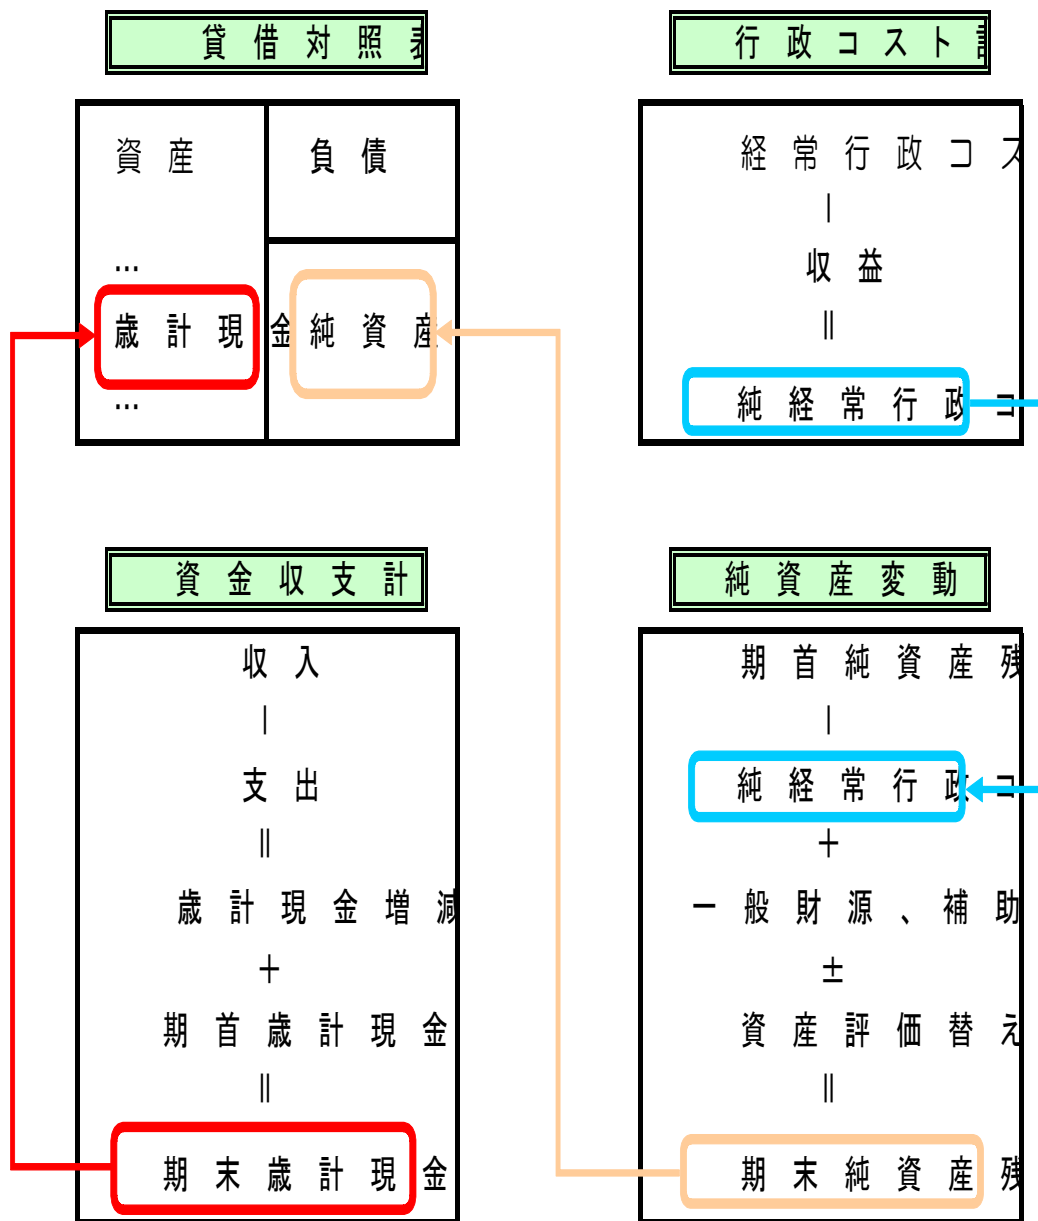 貸借対照表
資産
負債
…
歳計現金
純資産
…
行政コスト
経常行政コス
－
収益
＝
純経常行政コ
資金収支計
収入
－
支出
＝
歳計現金増減
＋
期首歳計現金
＝
期末歳計現金
純資産変動
期首純資産残
－
純経常行政コ
＋
一般財源、補助
±
資産評価替え
＝
期末純資産残